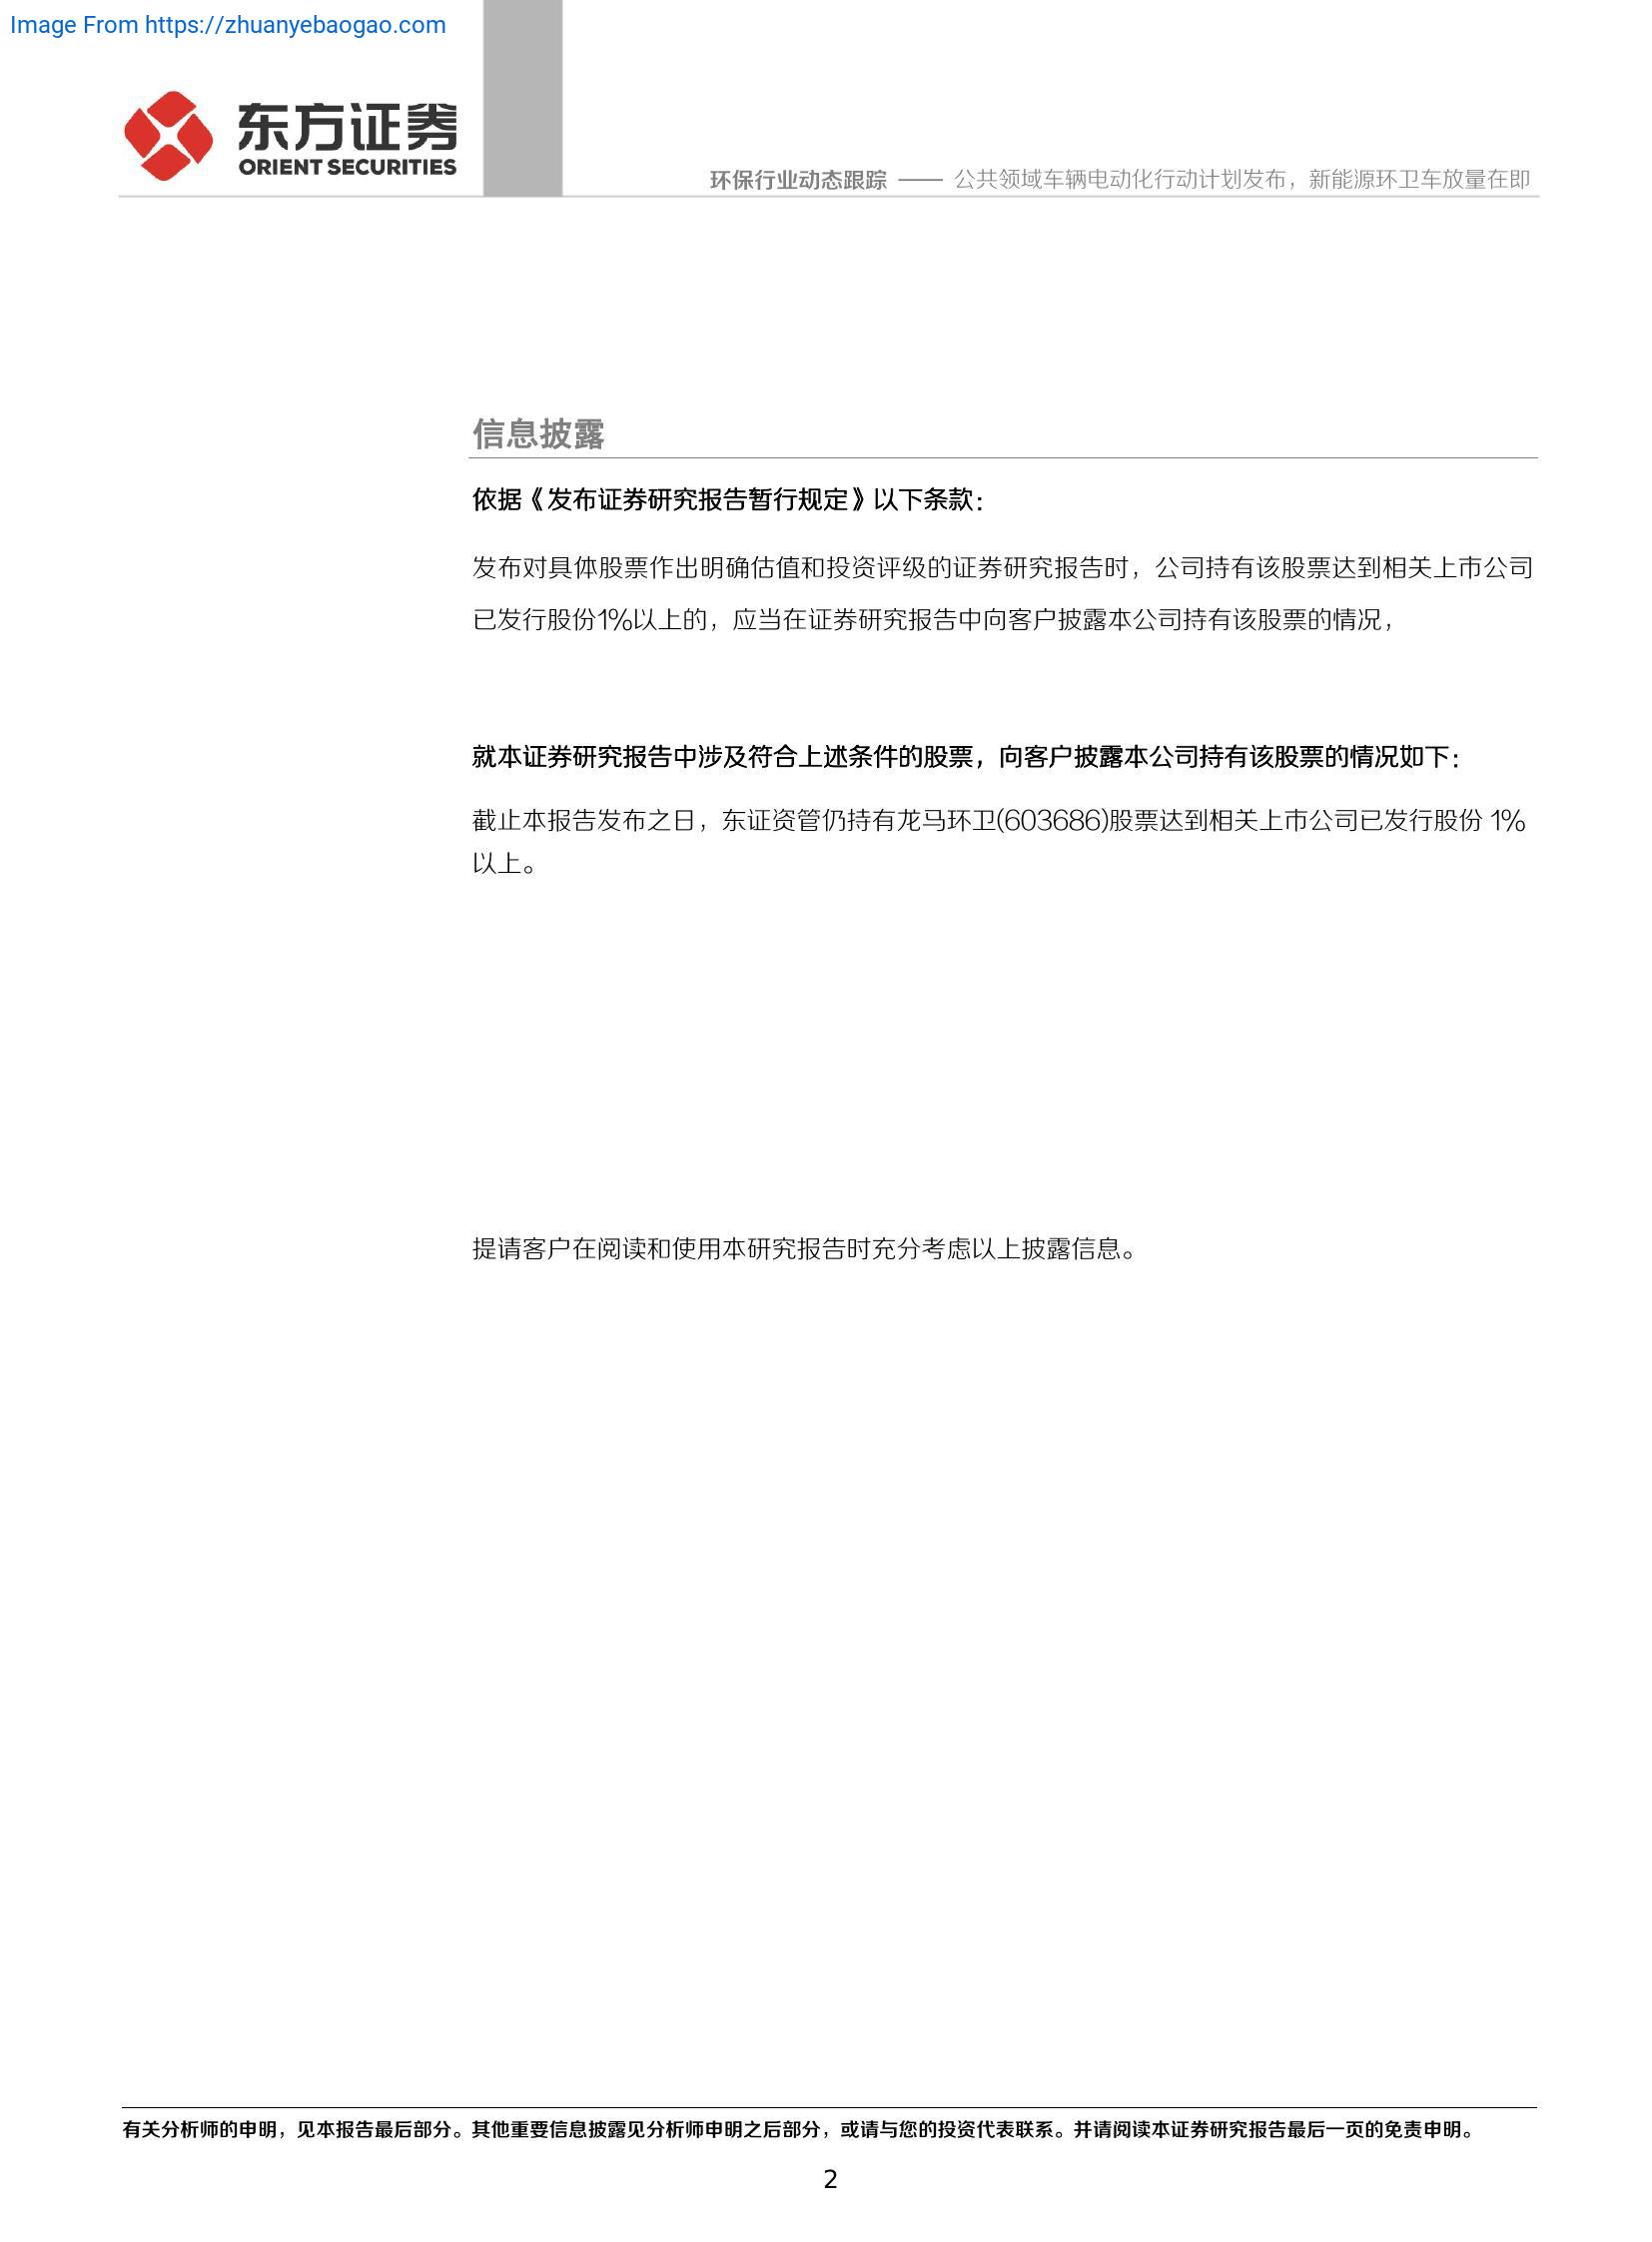 Image From https://zhuanyebaogao.com
东方证券
ORIENT SECURITIES
环保行业动态跟踪 —— 公共领域车辆电动化行动计划发布，新能源环卫车放量在即
信息披露
依据《发布证券研究报告暂行规定》以下条款：
发布对具体股票作出明确估值和投资评级的证券研究报告时，公司持有该股票达到相关上市公司
已发行股份1%以上的，应当在证券研究报告中向客户披露本公司持有该股票的情况，
就本证券研究报告中涉及符合上述条件的股票，向客户披露本公司持有该股票的情况如下：
截止本报告发布之日，东证资管仍持有龙马环卫(603686)股票达到相关上市公司已发行股份 1%
以上。
提请客户在阅读和使用本研究报告时充分考虑以上披露信息。
有关分析师的申明，见本报告最后部分。其他重要信息披露见分析师申明之后部分，或请与您的投资代表联系。并请阅读本证券研究报告最后一页的免责申明。
2